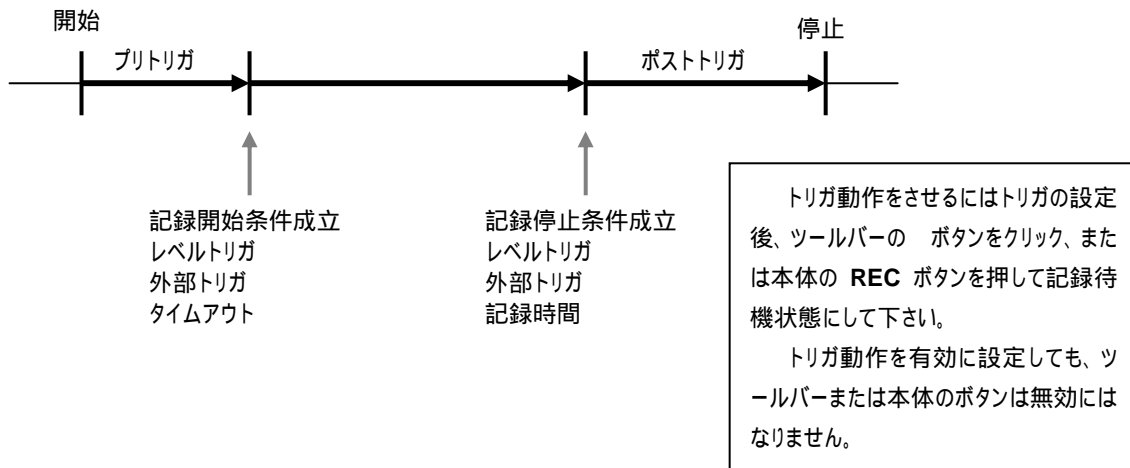 開始
停止
プリトリガ
ポストトリガ
記録開始条件成立
レベルトリガ
外部トリガ
タイムアウト
記録停止条件成立
レベルトリガ
外部トリガ
記録時間
トリガ動作をさせるにはトリガの設定
後、ツールバーの　ボタンをクリック、また
は本体の REC ボタンを押して記録待
機状態にして下さい。
トリガ動作を有効に設定しても、ツ
ールバーまたは本体のボタンは無効には
なりません。